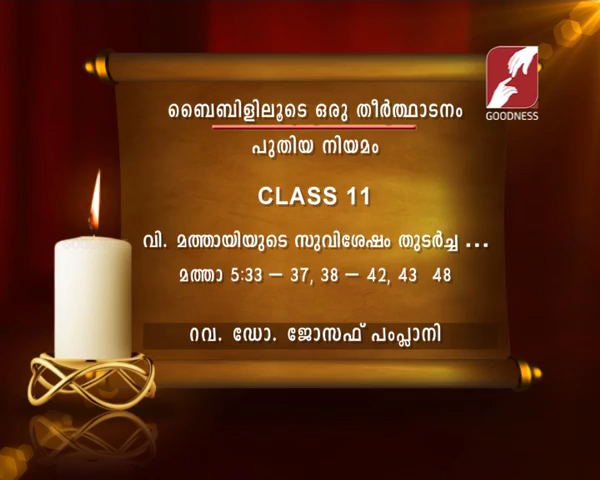 ബൈബിളിലൂടെ ഒരു തീർത്ഥാടനം
GOODNESS
പുതിയ നിയമം
CLASS 11
വി. മത്തായിയുടെ സുവിശേഷം തുടർച്ച ...
മത്താ 5:33 – 37, 38 – 42, 43 48
റവ. ഡോ. ജോസഫ് പംപ്ലാനി